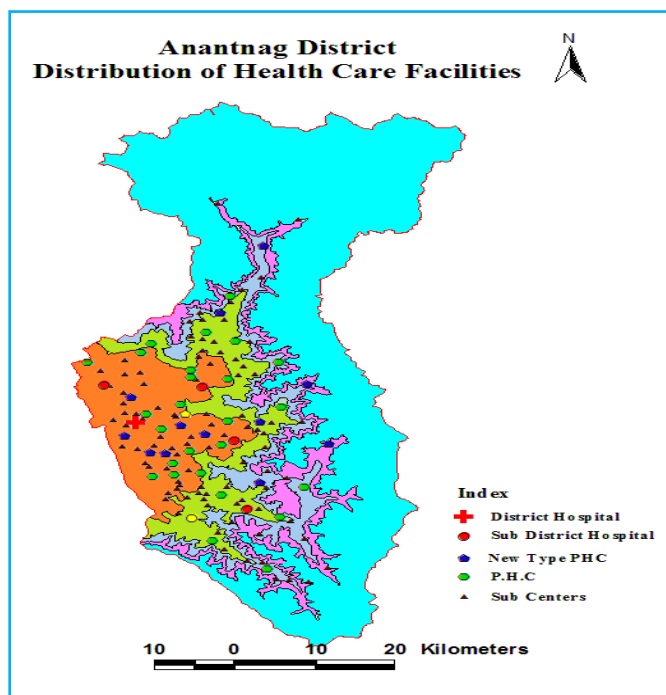 Anantnag District
Distribution of Health Care Facilities
N
Index
District Hospital
Sub District Hospital
New Type PHC
P.H.C
Sub Centers
10 0 10 20 Kilometers